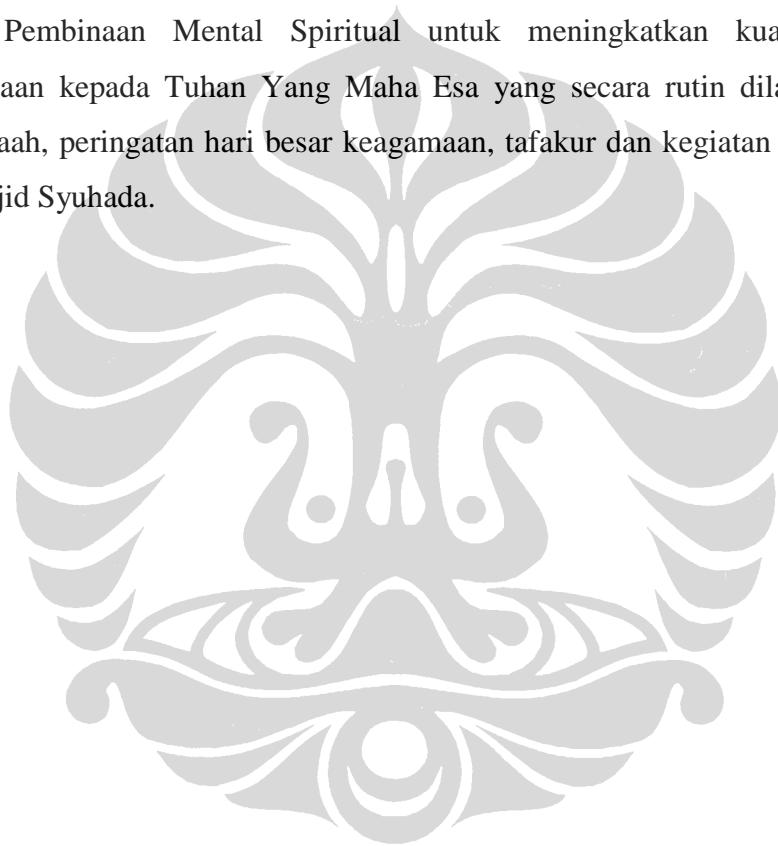 Pembinaan Mental Spiritual untuk meningkatkan kua
aan kepada Tuhan Yang Maha Esa yang secara rutin dila
aah, peringatan hari besar keagamaan, tafakur dan kegiatan
jid Syuhada.